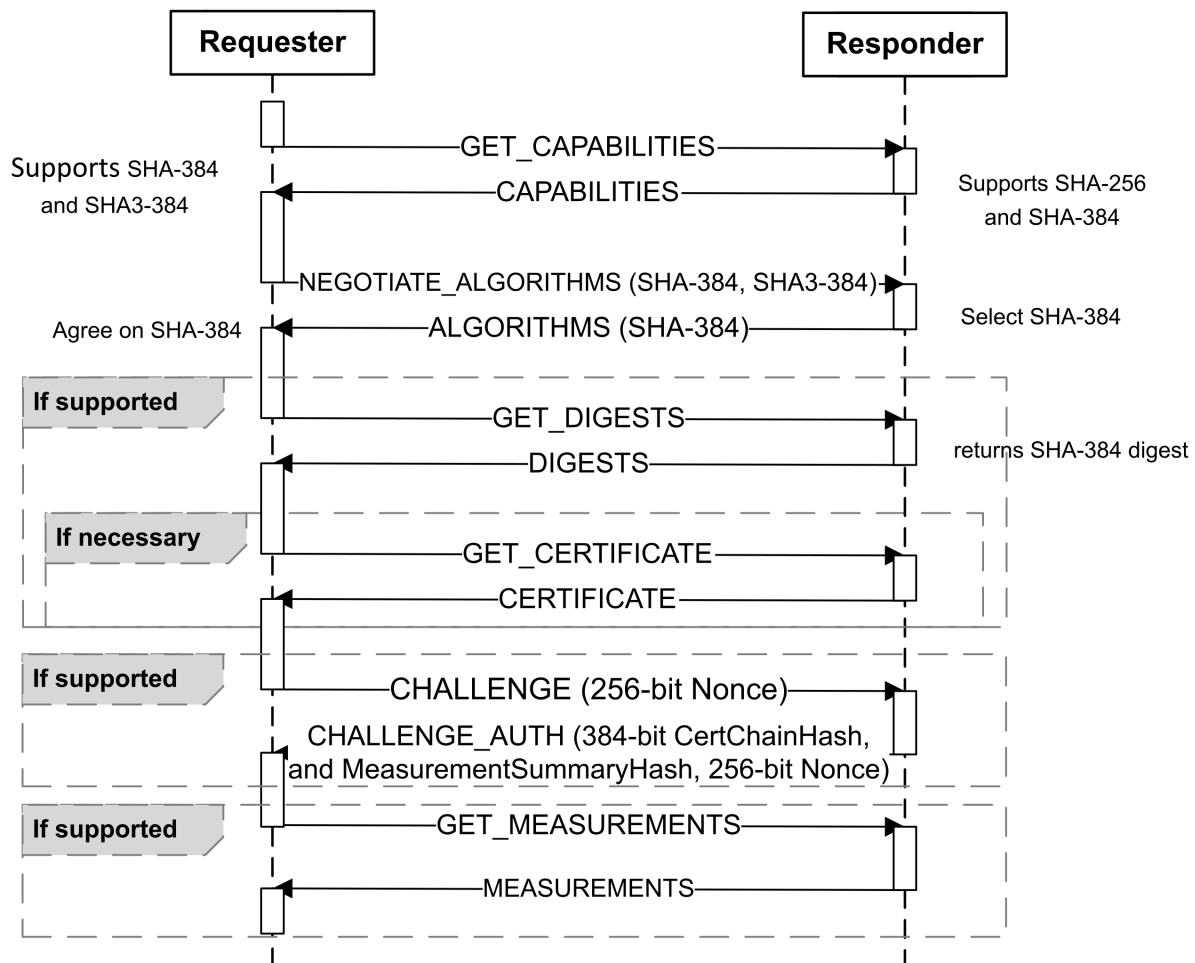 Requester
Responder
GET_CAPABILITIES
Supports SHA-384
and SHA3-384
CAPABILITIES
Supports SHA-256
and SHA-384
NEGOTIATE_ALGORITHMS (SHA-384, SHA3-384)
Agree on SHA-384
ALGORITHMS (SHA-384)
Select SHA-384
If supported
GET_DIGESTS
returns SHA-384 digest
DIGESTS
If necessary
GET_CERTIFICATE
CERTIFICATE
If supported
CHALLENGE (256-bit Nonce)
CHALLENGE_AUTH (384-bit CertChainHash,
and MeasurementSummaryHash, 256-bit Nonce)
If supported
GET_MEASUREMENTS
MEASUREMENTS